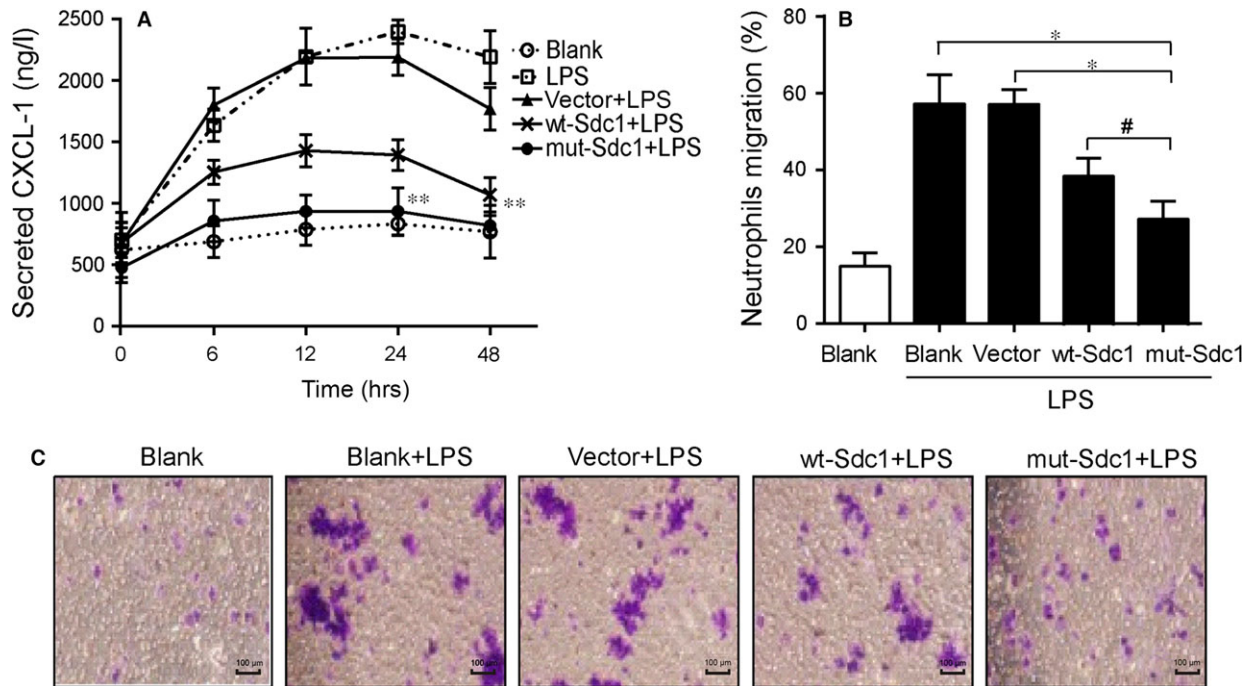 A
Secreted CXCL-1 (ng/l)
2500
2000
1500
1000
500
0
0 6 12 24 48
Time (hrs)
Blank
LPS
Vector+LPS
wt-Sdc1+LPS
mut-Sdc1+LPS
** **
B
Neutrophils migration (%)
80
60
40
20
0
*
*
#
Blank Blank Vector wt-Sdc1 mut-Sdc1
LPS
C
Blank Blank+LPS Vector+LPS wt-Sdc1+LPS mut-Sdc1+LPS
100 µm 100 µm 100 µm 100 µm 100 µm